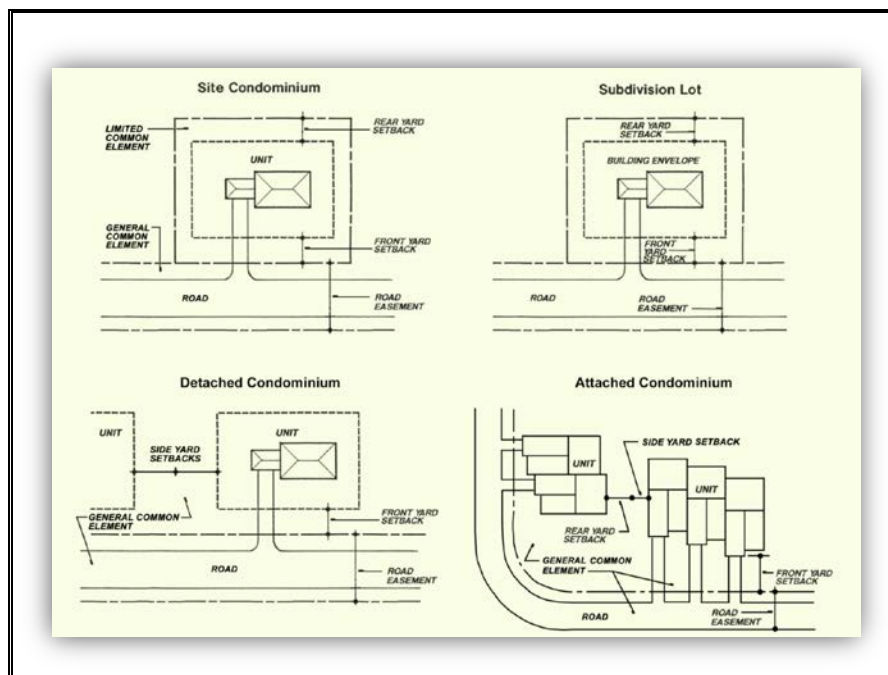 Site Condominium
LIMITED
COMMON
ELEMENT
REAR YARD
SETBACK
UNIT
GENERAL
COMMON
ELEMENT
FRONT YARD
SETBACK
ROAD
ROAD
EASEMENT
Subdivision Lot
REAR YARD
SETBACK
BUILDING ENVELOPE
FRONT
YARD
SETBACK
ROAD
ROAD
EASEMENT
Detached Condominium
UNIT
SIDE YARD
SETBACKS
UNIT
GENERAL COMMON
ELEMENT
FRONT YARD
SETBACK
ROAD
ROAD
EASEMENT
Attached Condominium
SIDE YARD SETBACK
UNIT
UNIT
REAR YARD
SETBACK
GENERAL COMMON
ELEMENT
FRONT YARD
SETBACK
ROAD
ROAD
EASEMENT